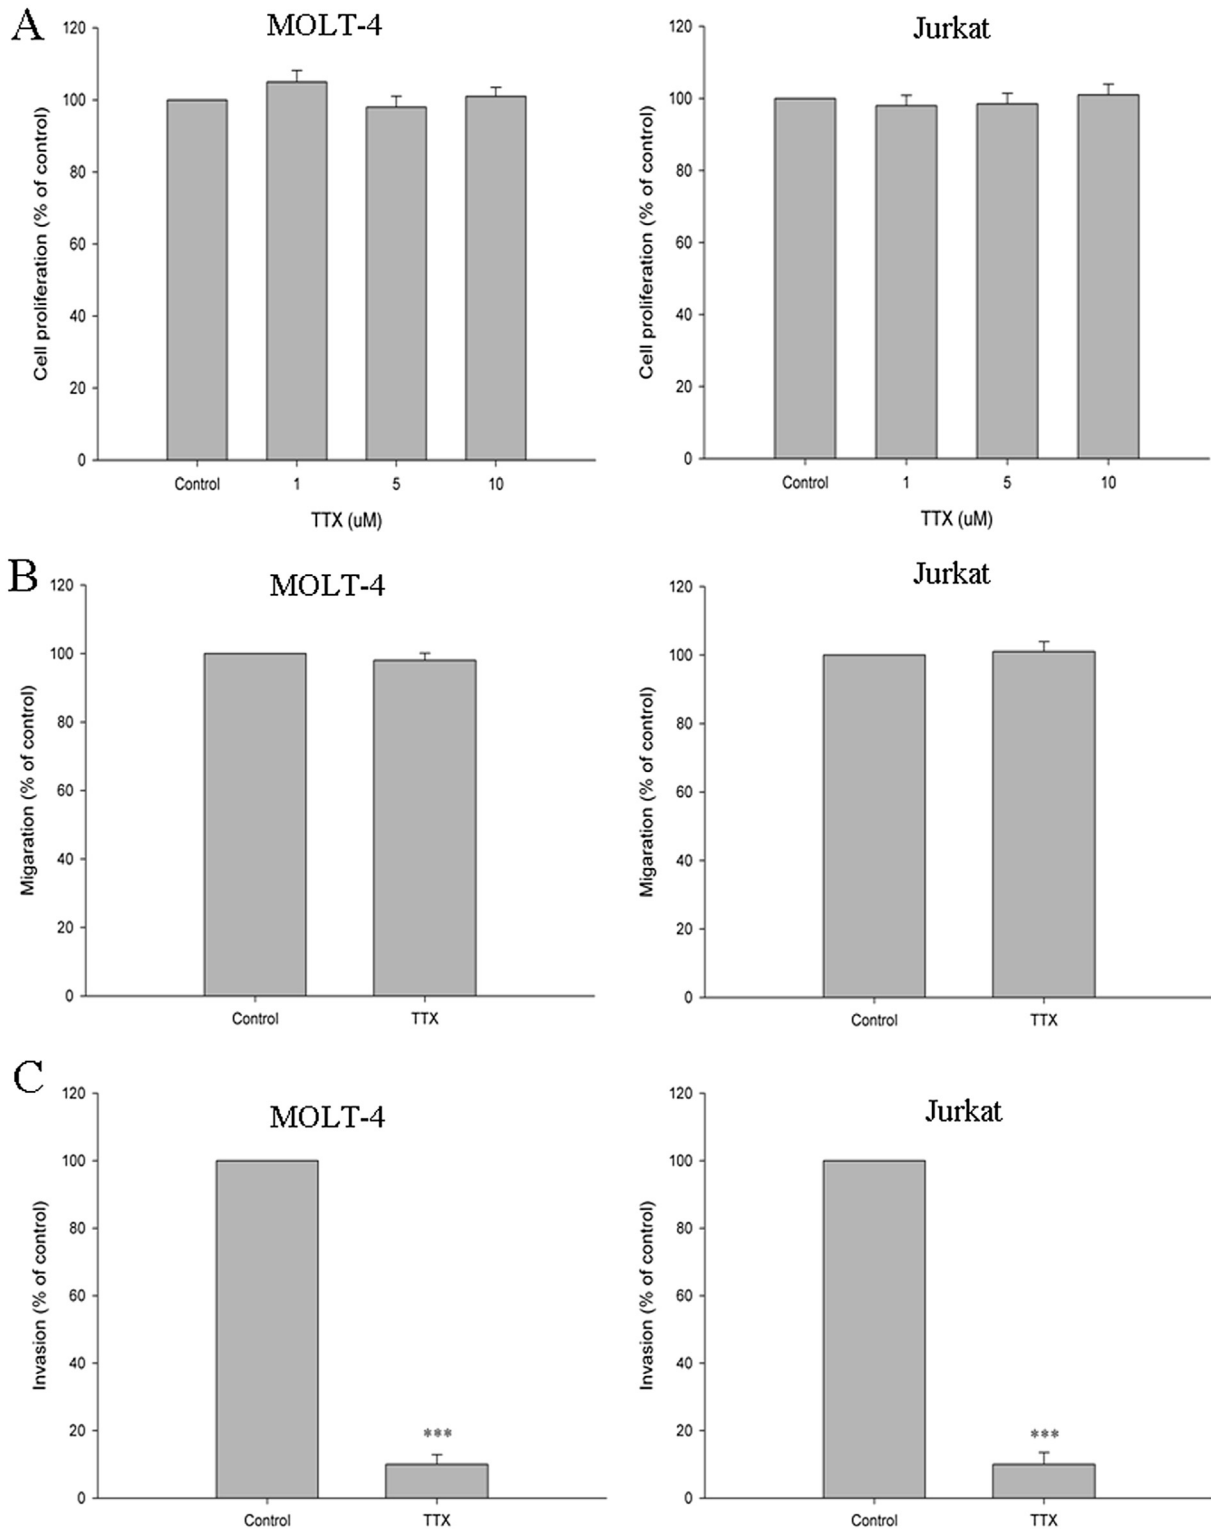 A
MOLT-4
Cell proliferation (% of control)
120
100
80
60
40
20
0
Control 1 5 10
TTX (uM)
Jurkat
Cell proliferation (% of control)
120
100
80
60
40
20
0
Control 1 5 10
TTX (uM)
B
MOLT-4
Migaration (% of control)
120
100
80
60
40
20
0
Control TTX
Jurkat
Migaration (% of control)
120
100
80
60
40
20
0
Control TTX
C
MOLT-4
Invasion (% of control)
120
100
80
60
40
20
0
***
Control TTX
Jurkat
Invasion (% of control)
120
100
80
60
40
20
0
***
Control TTX